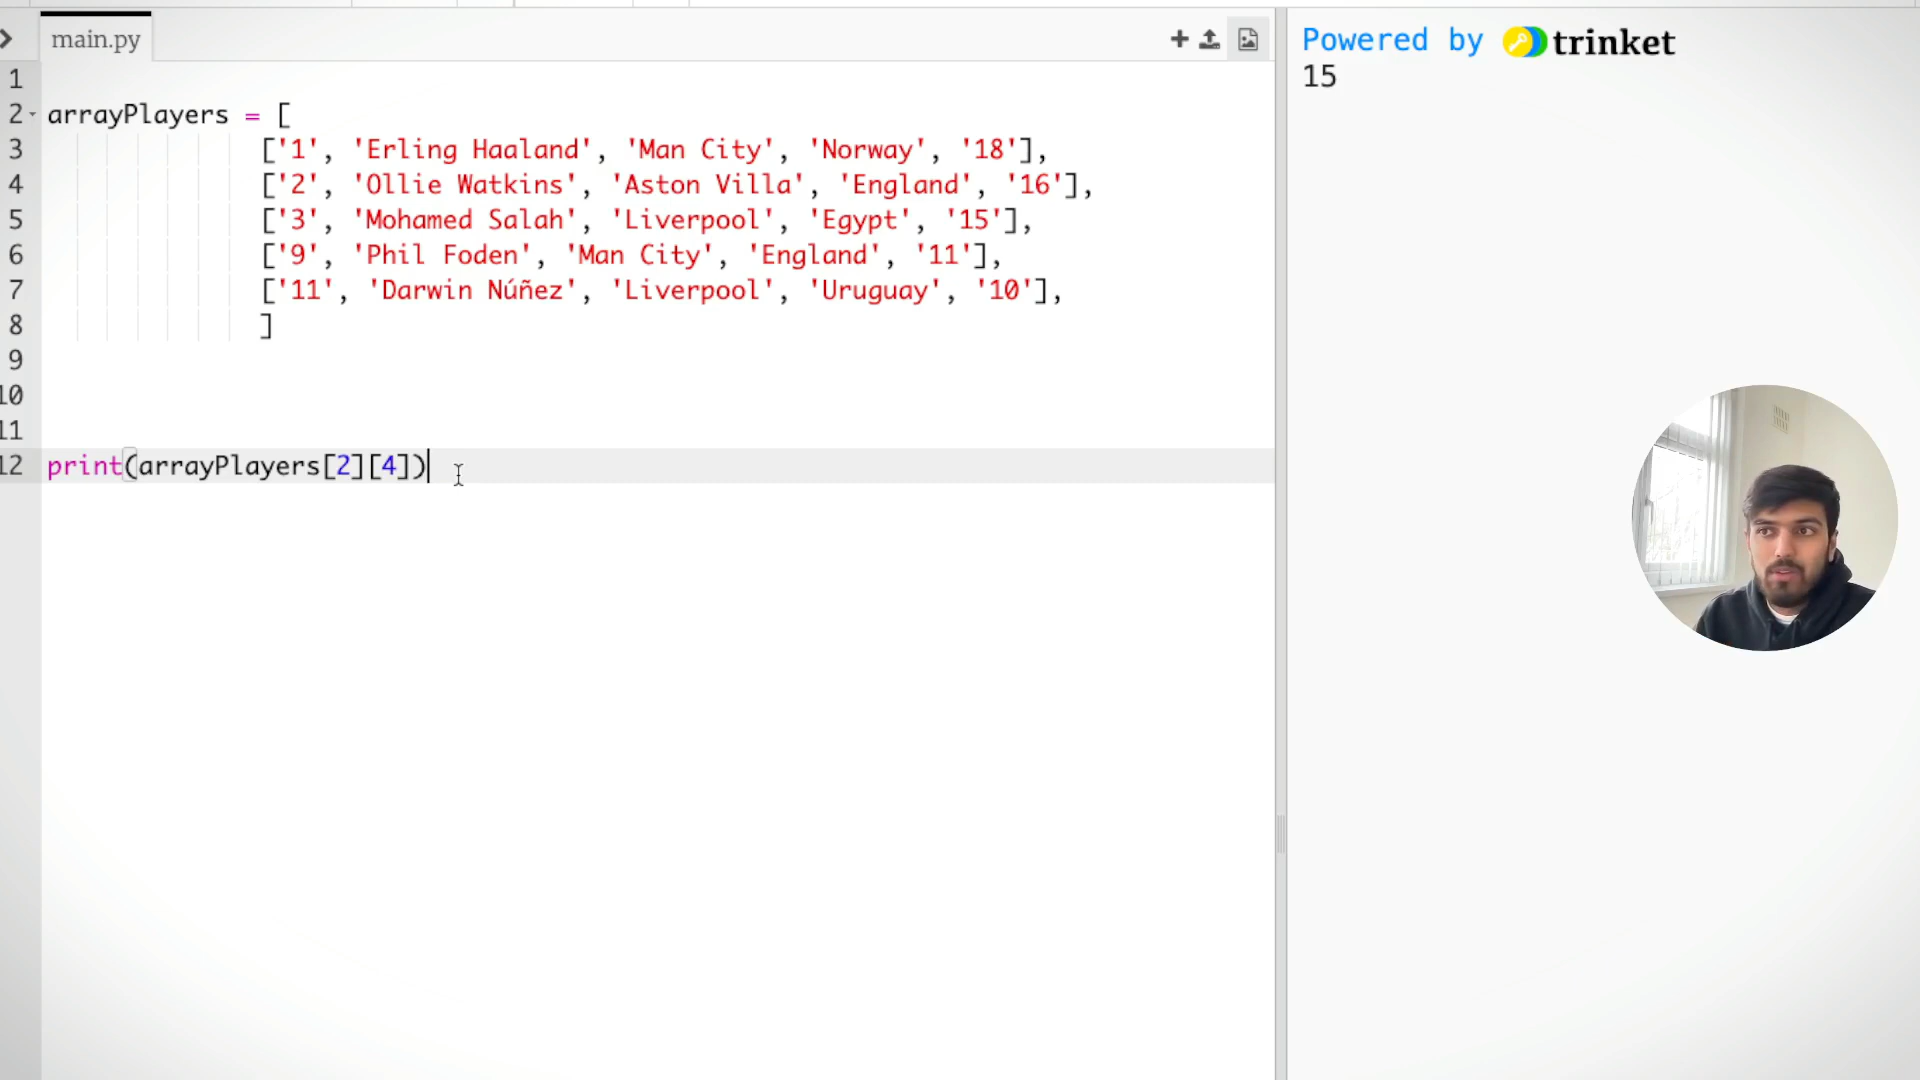 main.py
1
2 arrayPlayers = [
3 ['1', 'Erling Haaland', 'Man City', 'Norway', '18'],
4 ['2', 'Ollie Watkins', 'Aston Villa', 'England', '16'],
5 ['3', 'Mohamed Salah', 'Liverpool', 'Egypt', '15'],
6 ['9', 'Phil Foden', 'Man City', 'England', '11'],
7 ['11', 'Darwin Núñez', 'Liverpool', 'Uruguay', '10'],
8 ]
9
10
11
12 print(arrayPlayers[2][4])
Powered by trinket
15